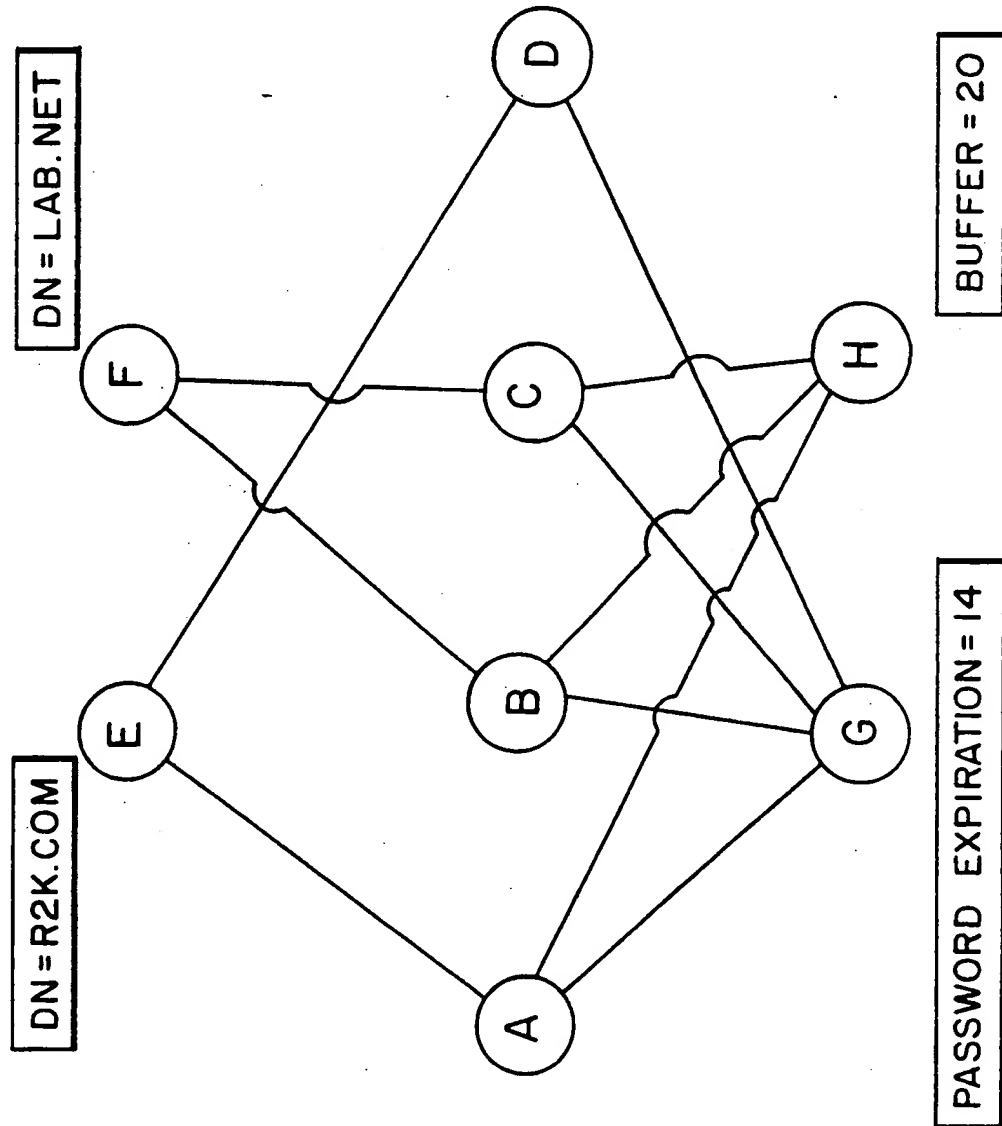 DN = R2K.COM
DN = LAB.NET
E
F
A
B
C
D
G
H
PASSWORD EXPIRATION = 14
BUFFER = 20